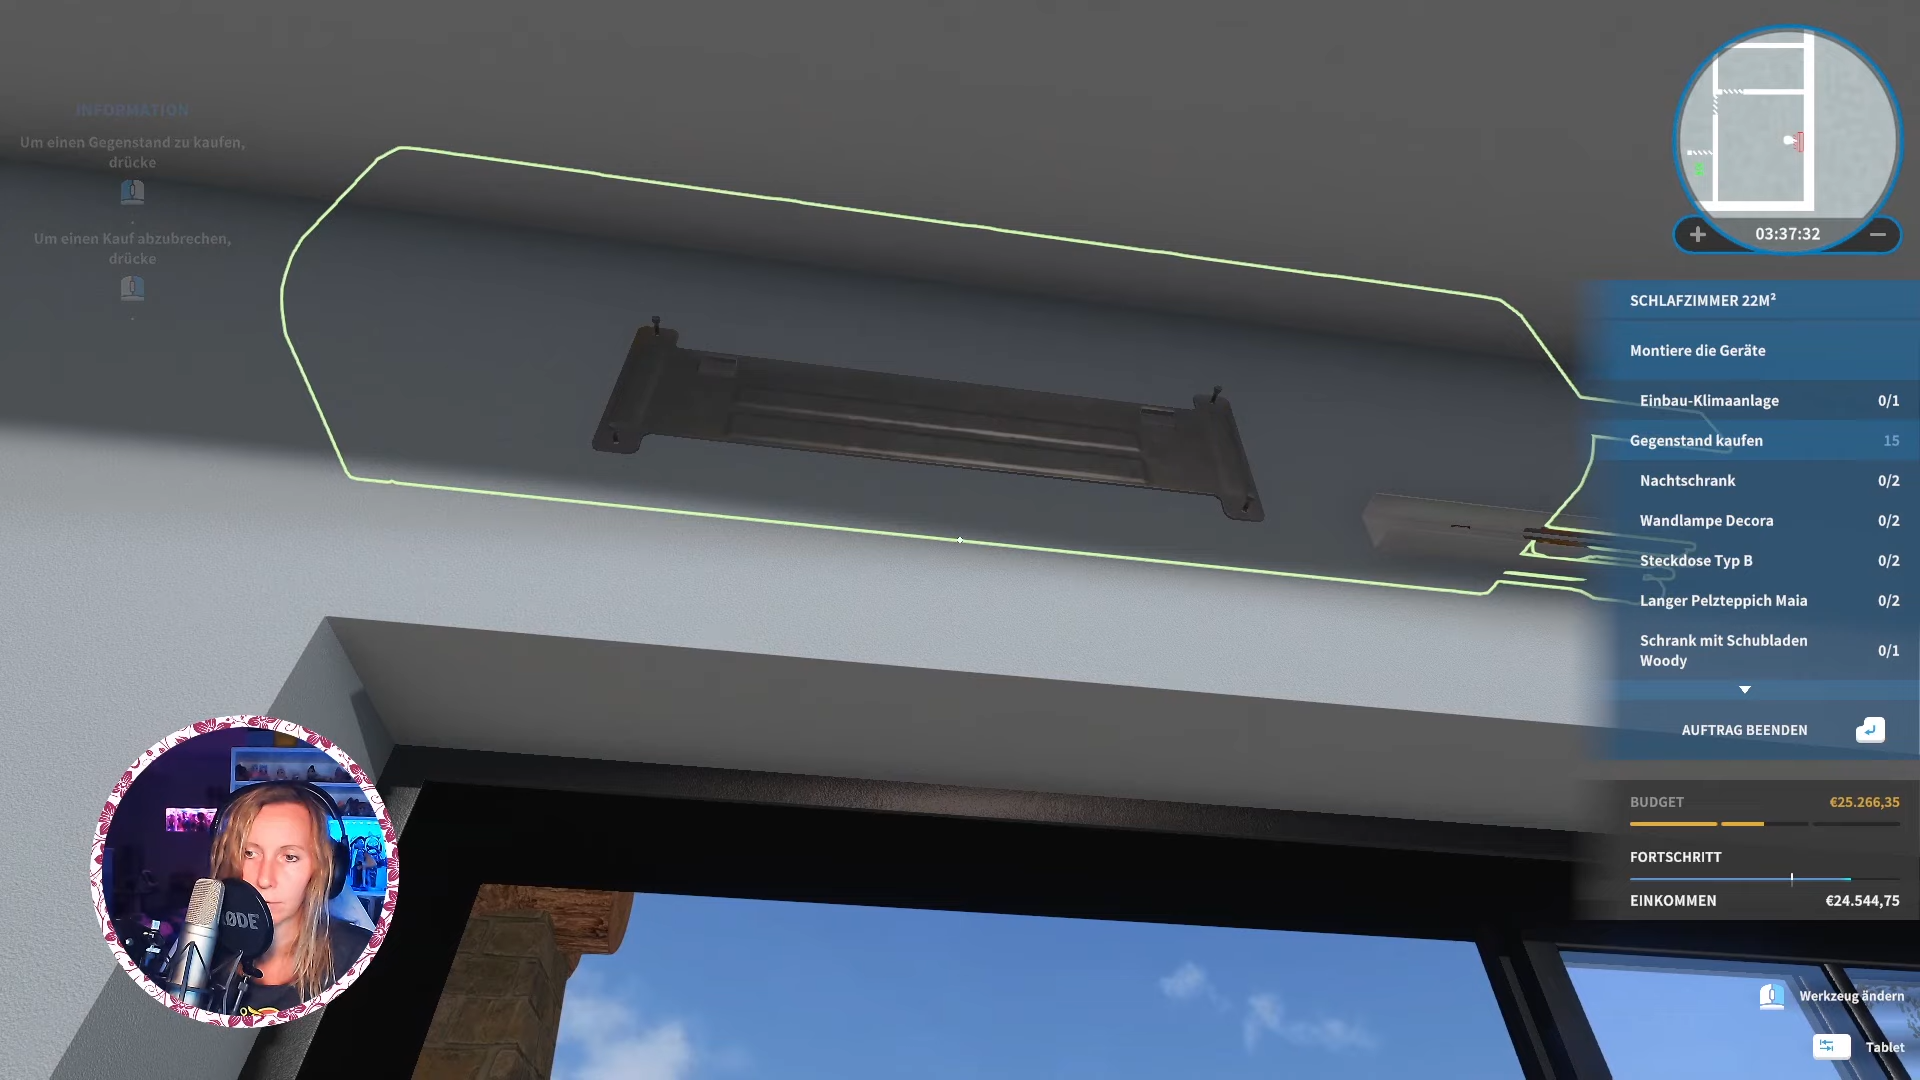 INFORMATION
Um einen Gegenstand zu kaufen,
drücke
Um einen Kauf abzubrechen,
drücke
03:37:32
SCHLAFZIMMER 22M²
Montiere die Geräte
Einbau-Klimaanlage 0/1
Gegenstand kaufen 15
Nachtschrank 0/2
Wandlampe Decora 0/2
Steckdose Typ B 0/2
Langer Pelzteppich Maia 0/2
Schrank mit Schubladen
Woody 0/1
AUFTRAG BEENDEN
BUDGET €25.266,35
FORTSCHRITT
EINKOMMEN €24.544,75
RØDE
Werkzeug ändern
Tablet